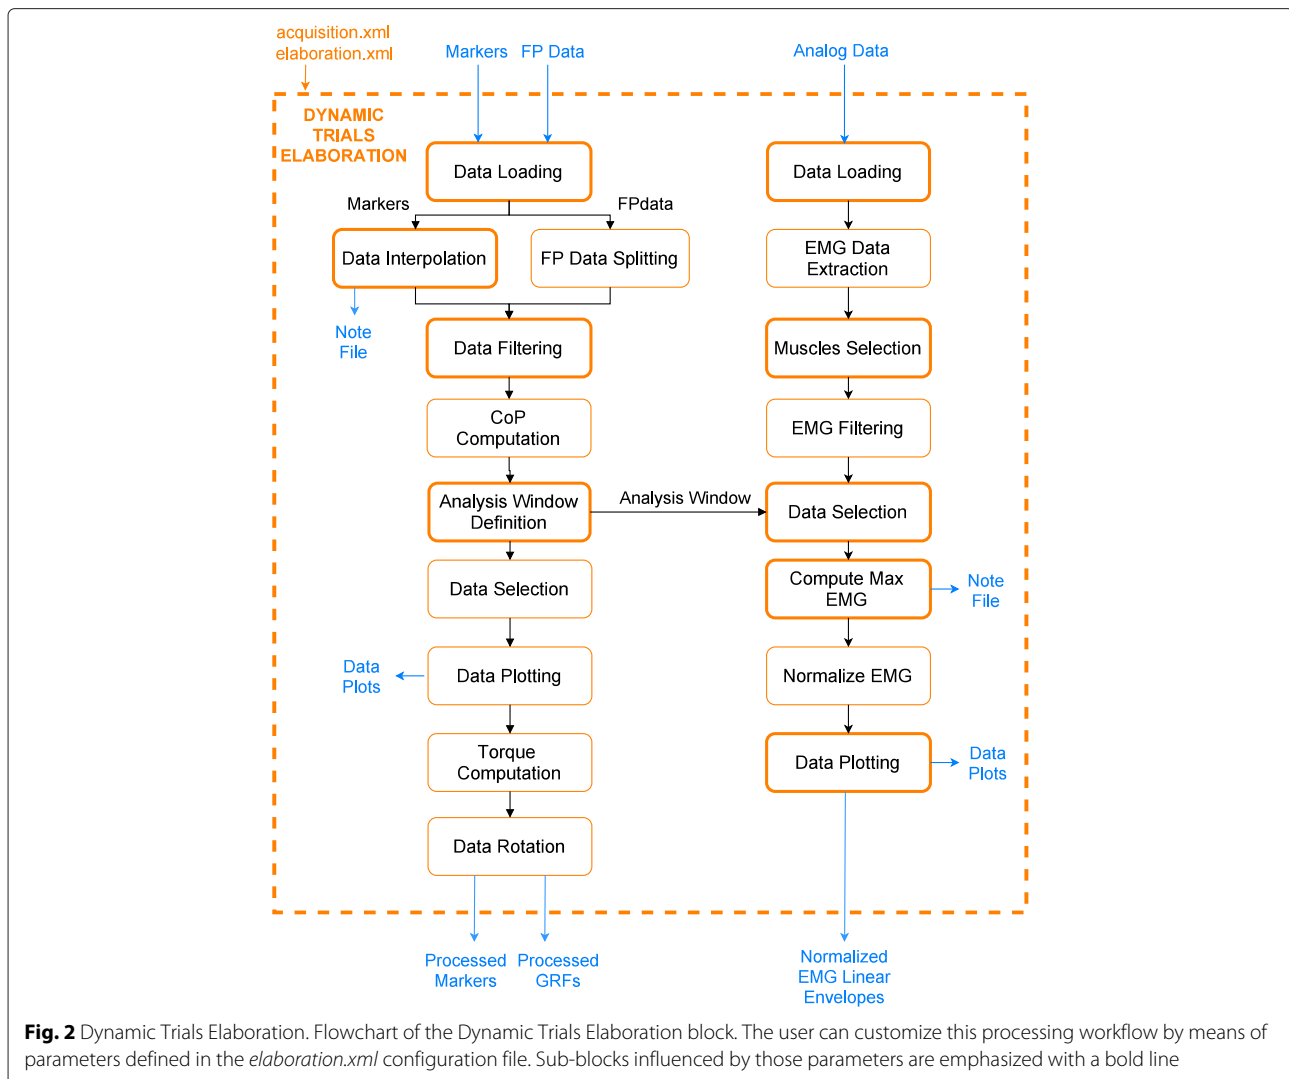 acquisition.xml
elaboration.xml
Markers
FP Data
Analog Data
DYNAMIC
TRIALS
ELABORATION
Data Loading
Data Loading
Markers
FPdata
Data Interpolation
FP Data Splitting
EMG Data
Extraction
Note
File
Data Filtering
Muscles Selection
CoP
Computation
EMG Filtering
Analysis Window
Definition
Analysis Window
Data Selection
Data Selection
Compute Max
EMG
Note
File
Data
Plots
Data Plotting
Normalize EMG
Torque
Computation
Data Plotting
Data
Plots
Data Rotation
Processed
Markers
Processed
GRFs
Normalized
EMG Linear
Envelopes
Fig. 2 Dynamic Trials Elaboration. Flowchart of the Dynamic Trials Elaboration block. The user can customize this processing workflow by means of
parameters defined in the elaboration.xml configuration file. Sub-blocks influenced by those parameters are emphasized with a bold line